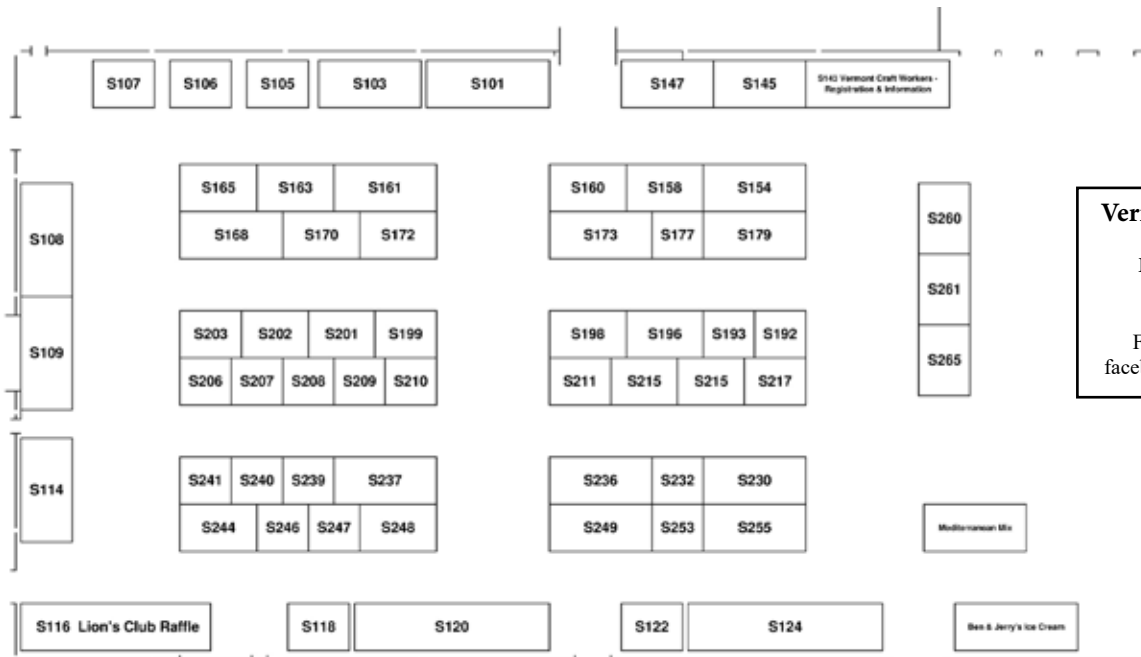 S107 S106 S105 S103 S101 S147 S145 S143 Vermont Craft Workers -
Registration & Information
S165 S163 S161 S160 S158 S154
S168 S170 S172 S173 S177 S179
S108 S260
S261
S265
S109
S203 S202 S201 S199 S198 S196 S193 S192
S206 S207 S208 S209 S210 S211 S215 S215 S217
S241 S240 S239 S237 S236 S232 S230
S114
S244 S246 S247 S248 S249 S253 S255
Mediterranean Mix
S116 Lion's Club Raffle S118 S120 S122 S124 Ben & Jerry's Ice Cream